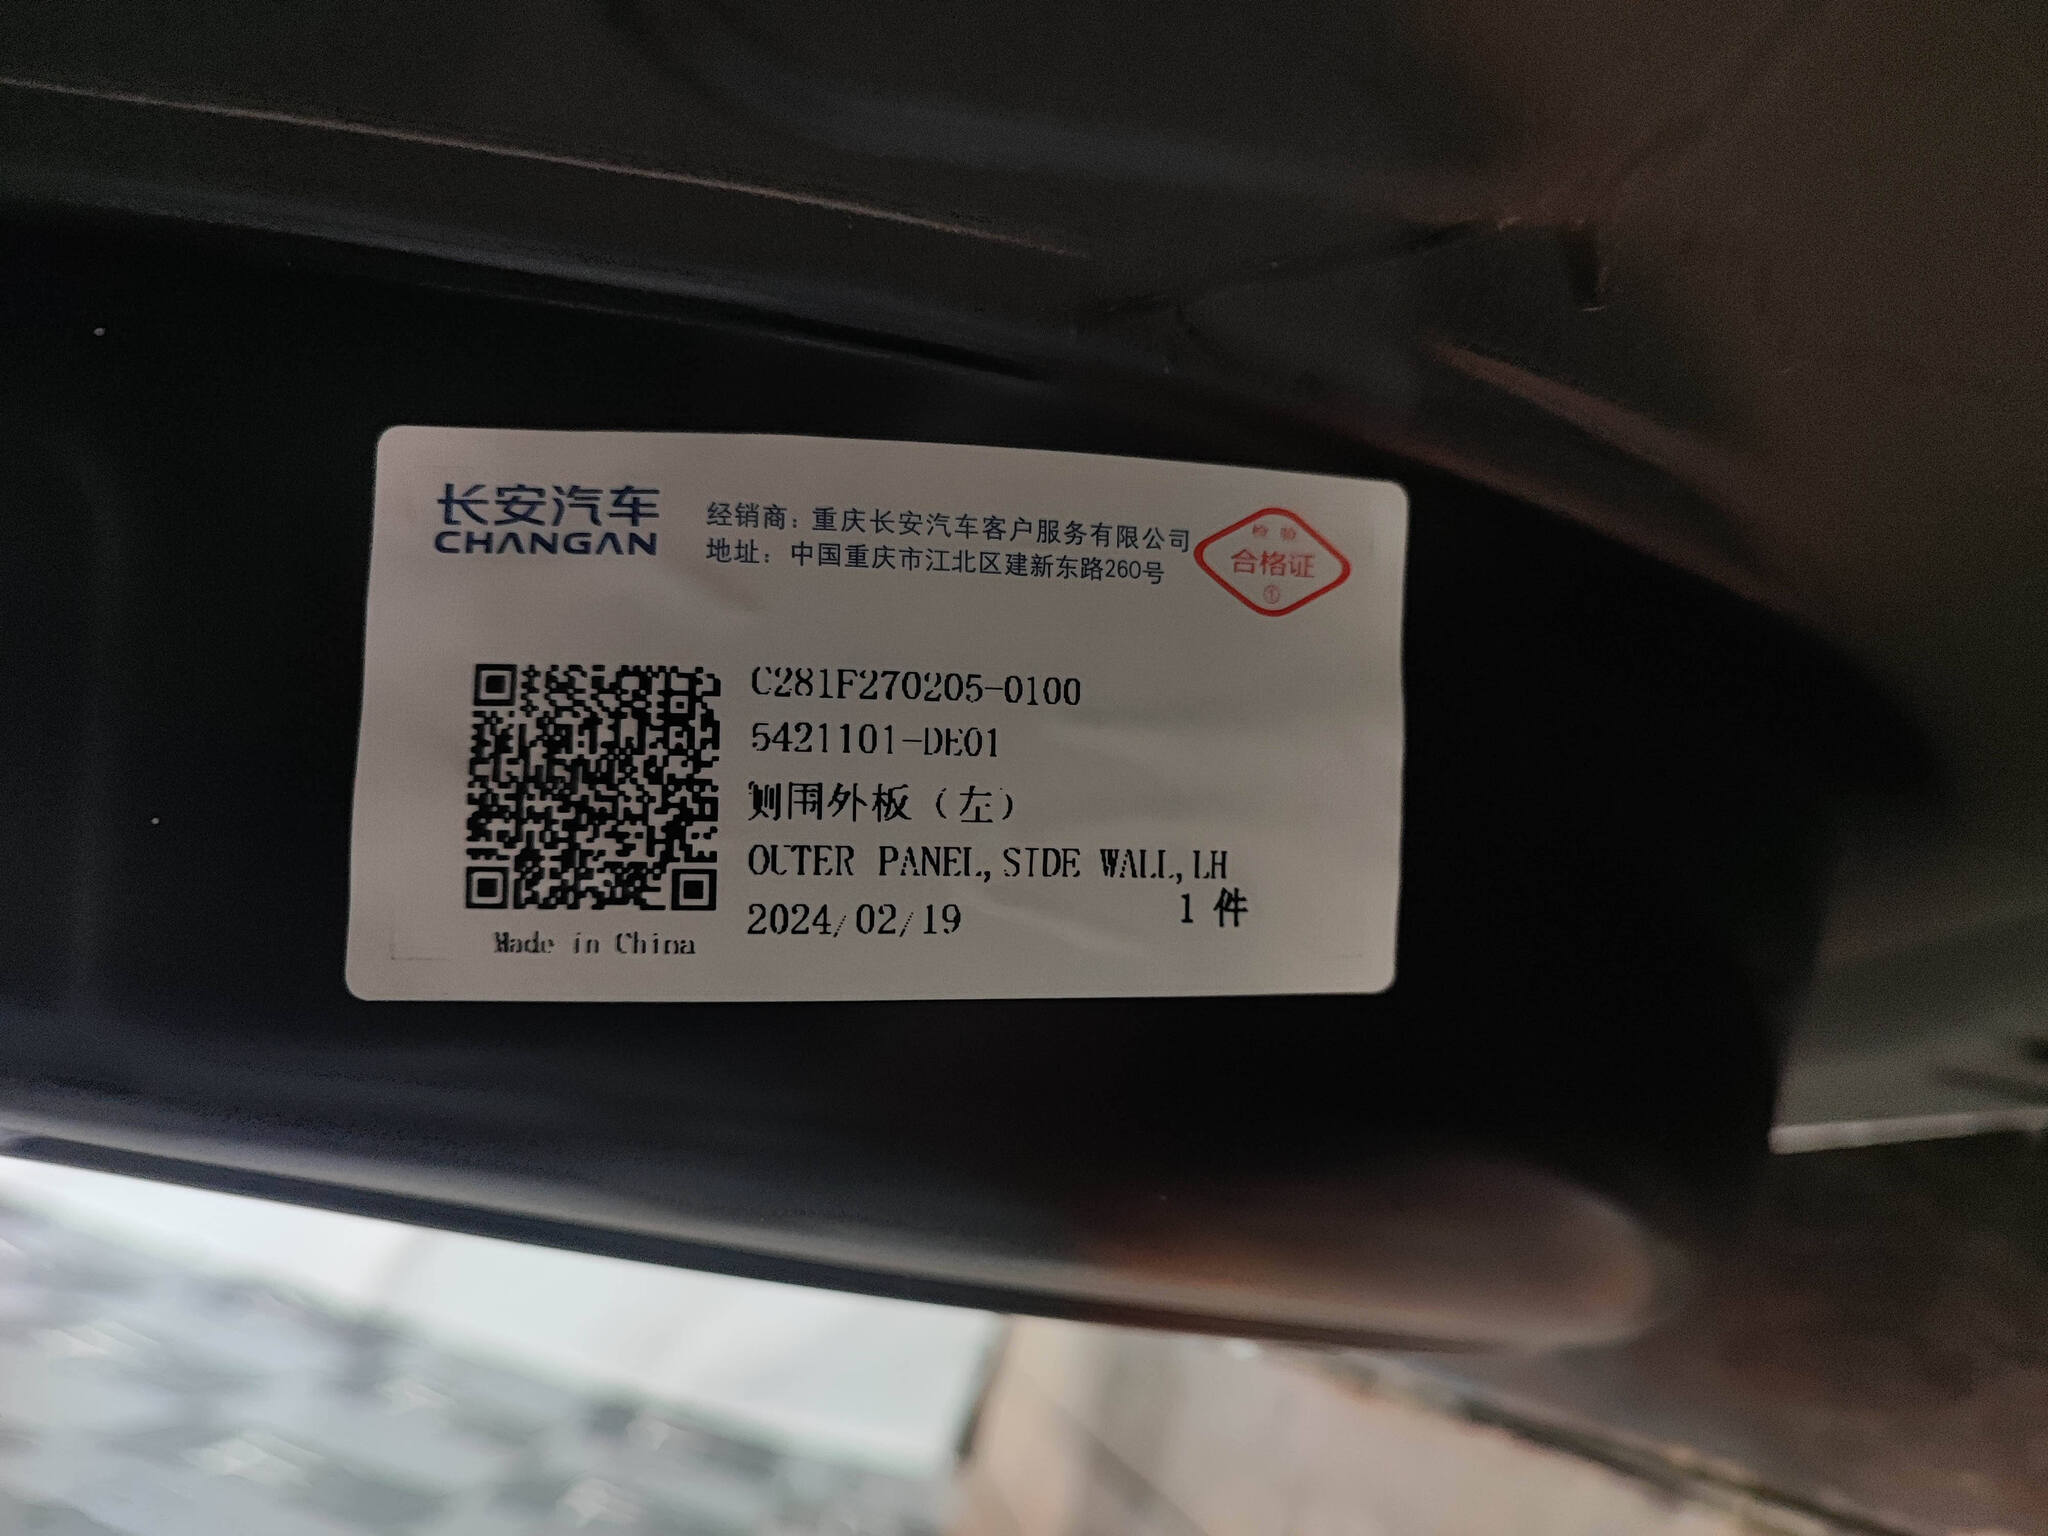 长安汽车
CHANGAN
经销商：重庆长安汽车客户服务有限公司
地址：中国重庆市江北区建新东路260号
检验
合格证
①
C281F270205-0100
5421101-DE01
侧围外板（左）
OUTER PANEL,SIDE WALL,LH
2024/02/19
1 件
Made in China